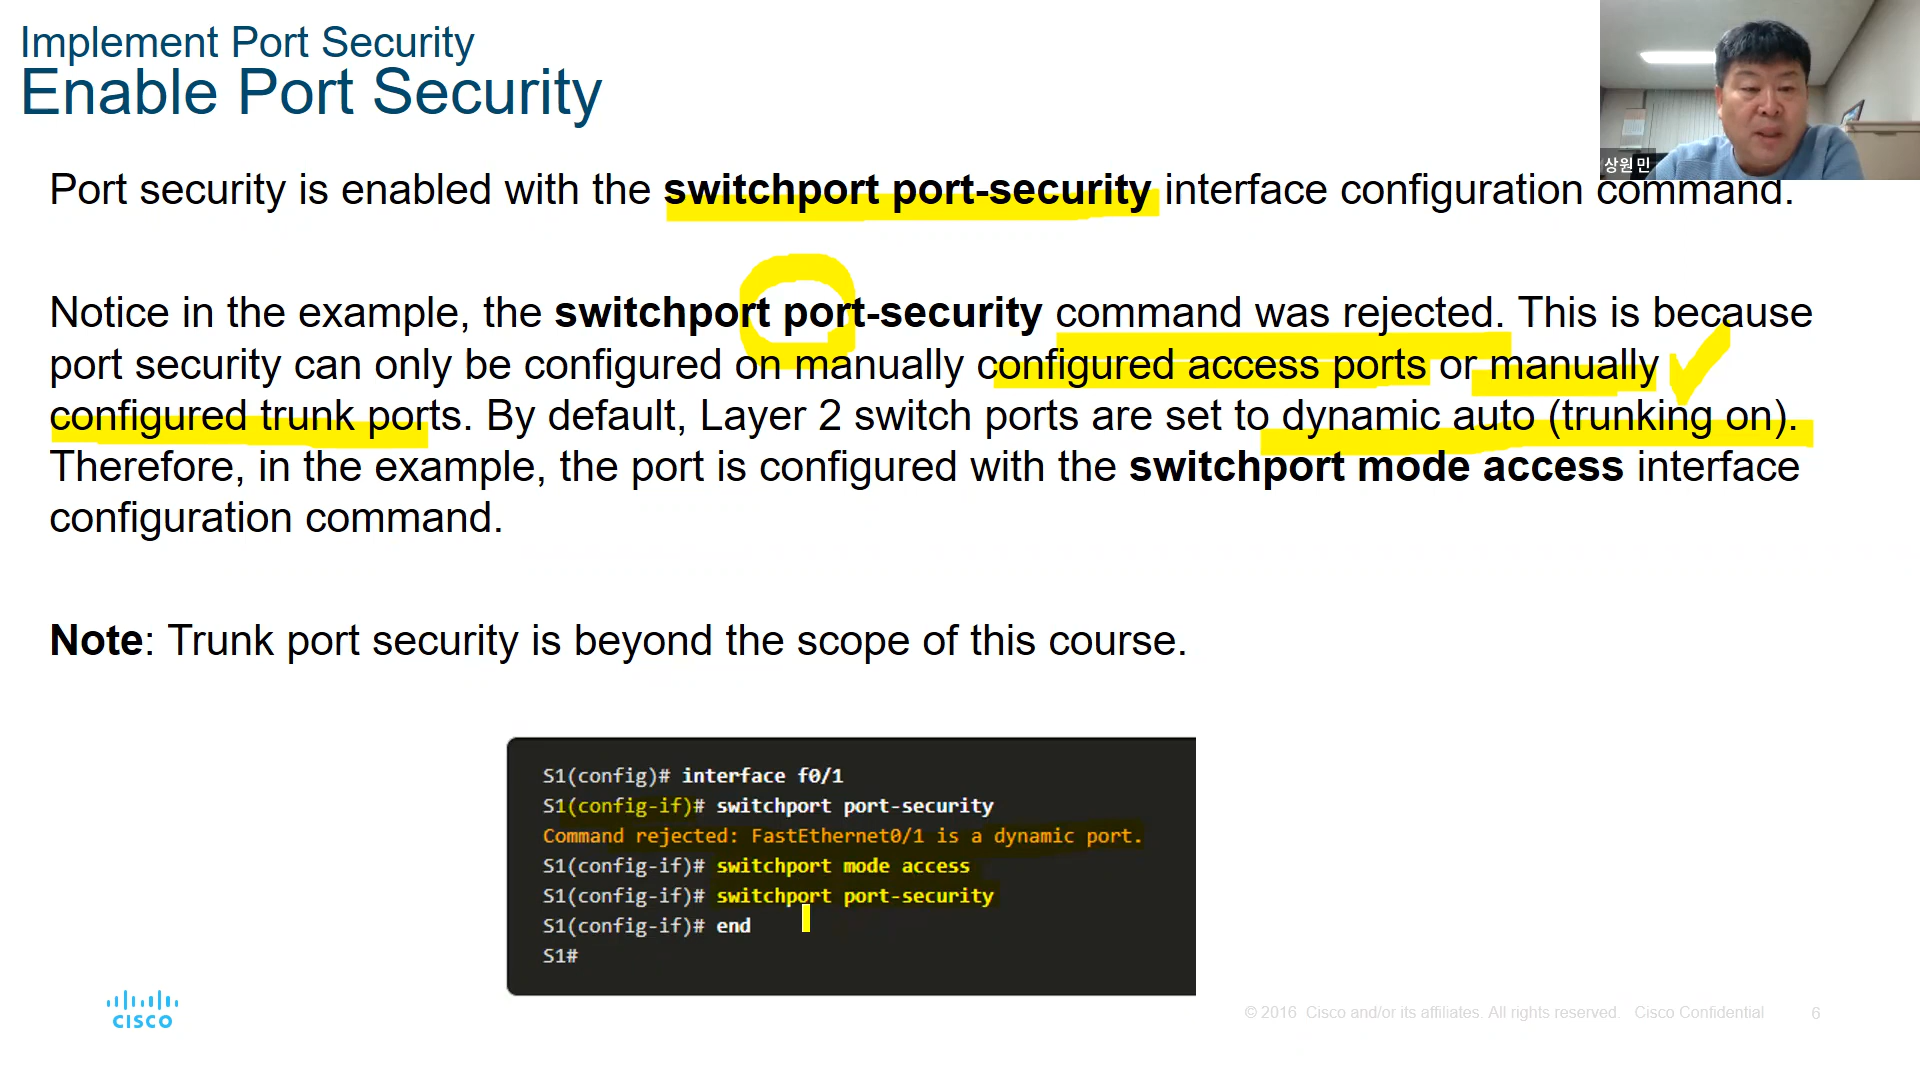 Implement Port Security
Enable Port Security
상원 민
Port security is enabled with the switchport port-security interface configuration command.
Notice in the example, the switchport port-security command was rejected. This is because
port security can only be configured on manually configured access ports or manually
configured trunk ports. By default, Layer 2 switch ports are set to dynamic auto (trunking on).
Therefore, in the example, the port is configured with the switchport mode access interface
configuration command.
Note: Trunk port security is beyond the scope of this course.
S1(config)# interface f0/1
S1(config-if)# switchport port-security
Command rejected: FastEthernet0/1 is a dynamic port.
S1(config-if)# switchport mode access
S1(config-if)# switchport port-security
S1(config-if)# end
S1#
CISCO
© 2016 Cisco and/or its affiliates. All rights reserved. Cisco Confidential 6